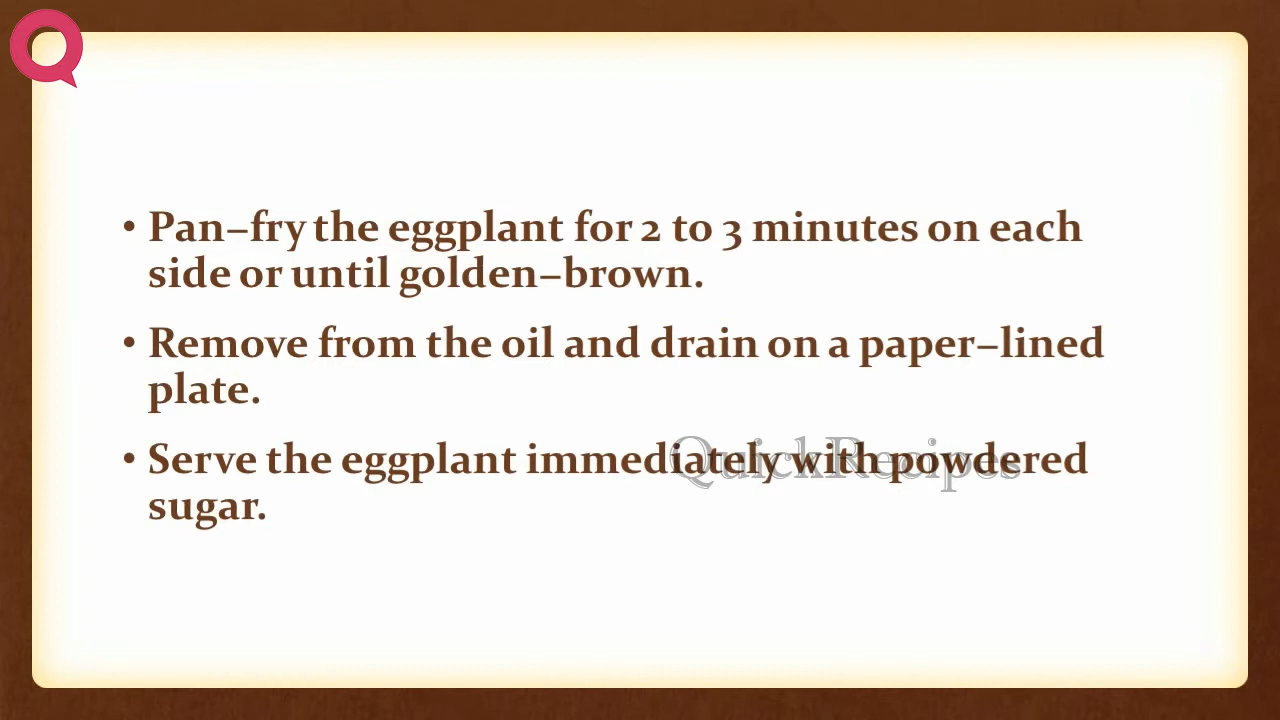 • Pan–fry the eggplant for 2 to 3 minutes on each
side or until golden–brown.
• Remove from the oil and drain on a paper–lined
plate.
• Serve the eggplant immediately with powdered
sugar.
QuickRecipes